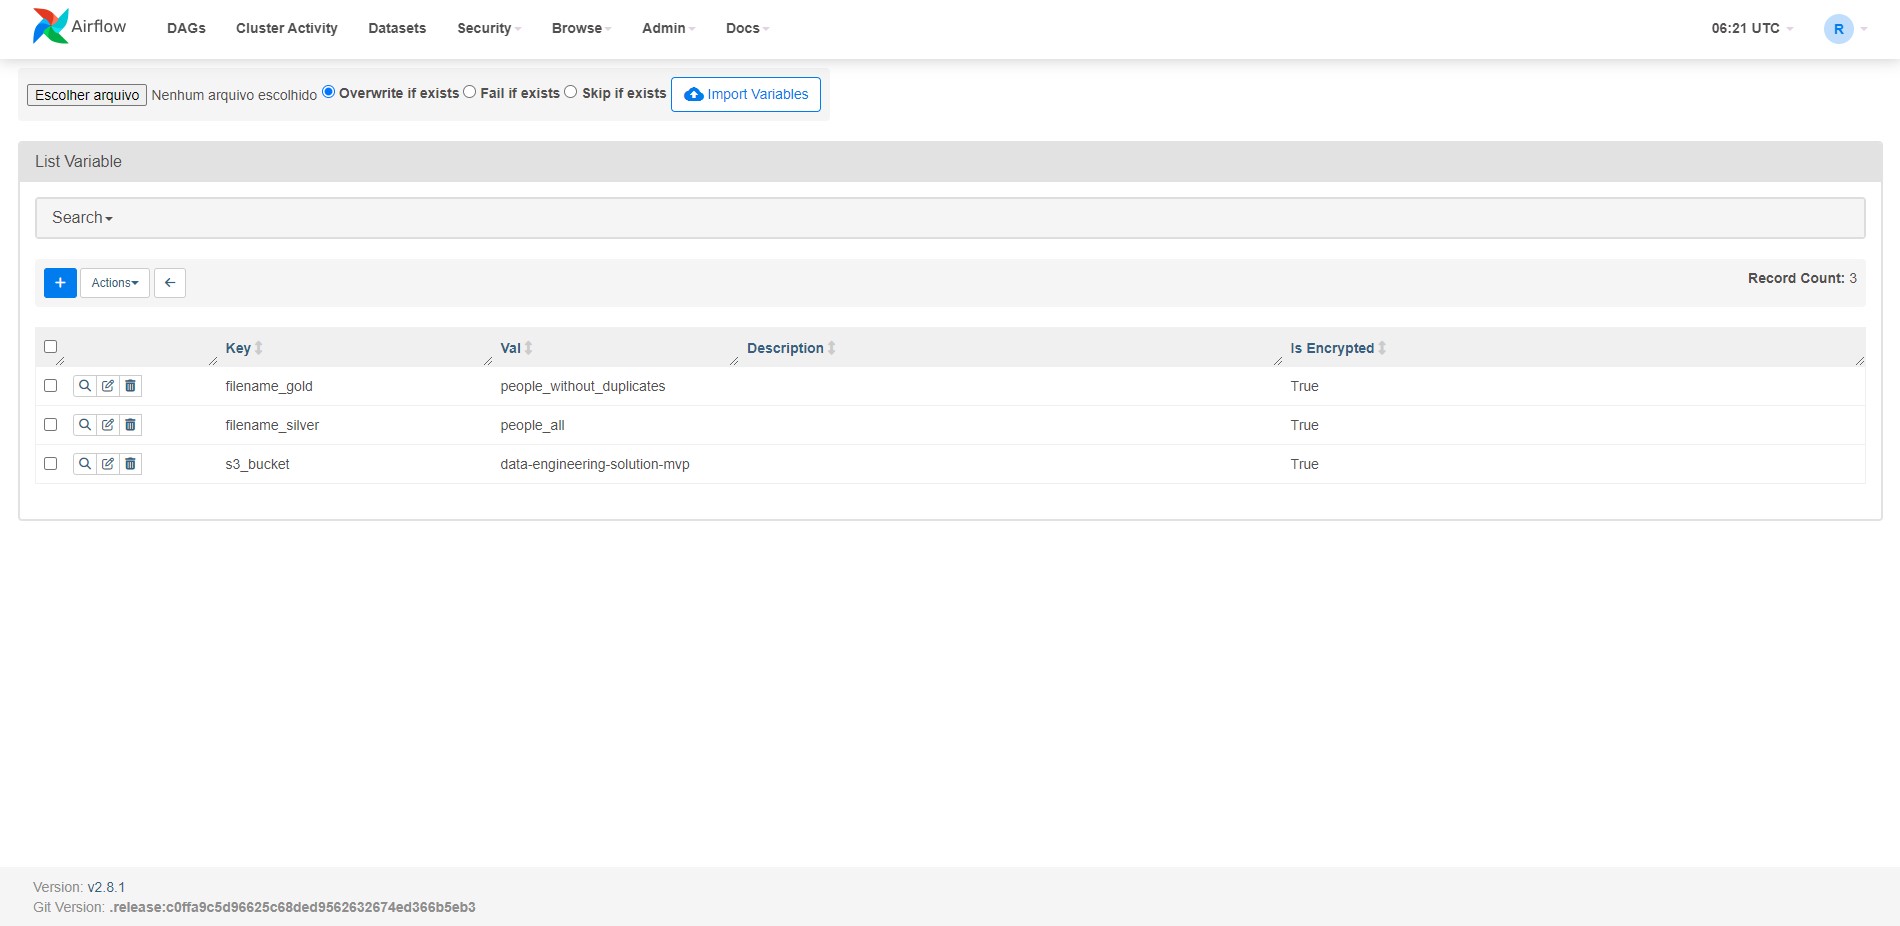 Airflow DAGs Cluster Activity Datasets Security Browse Admin Docs 06:21 UTC R
Escolher arquivo Nenhum arquivo escolhido Overwrite if exists Fail if exists Skip if exists Import Variables
List Variable
Search
+ Actions Record Count: 3
Key Val Description Is Encrypted
filename_gold people_without_duplicates True
filename_silver people_all True
s3_bucket data-engineering-solution-mvp True
Version: v2.8.1
Git Version: .release:c0ffa9c5d96625c68ded9562632674ed366b5eb3